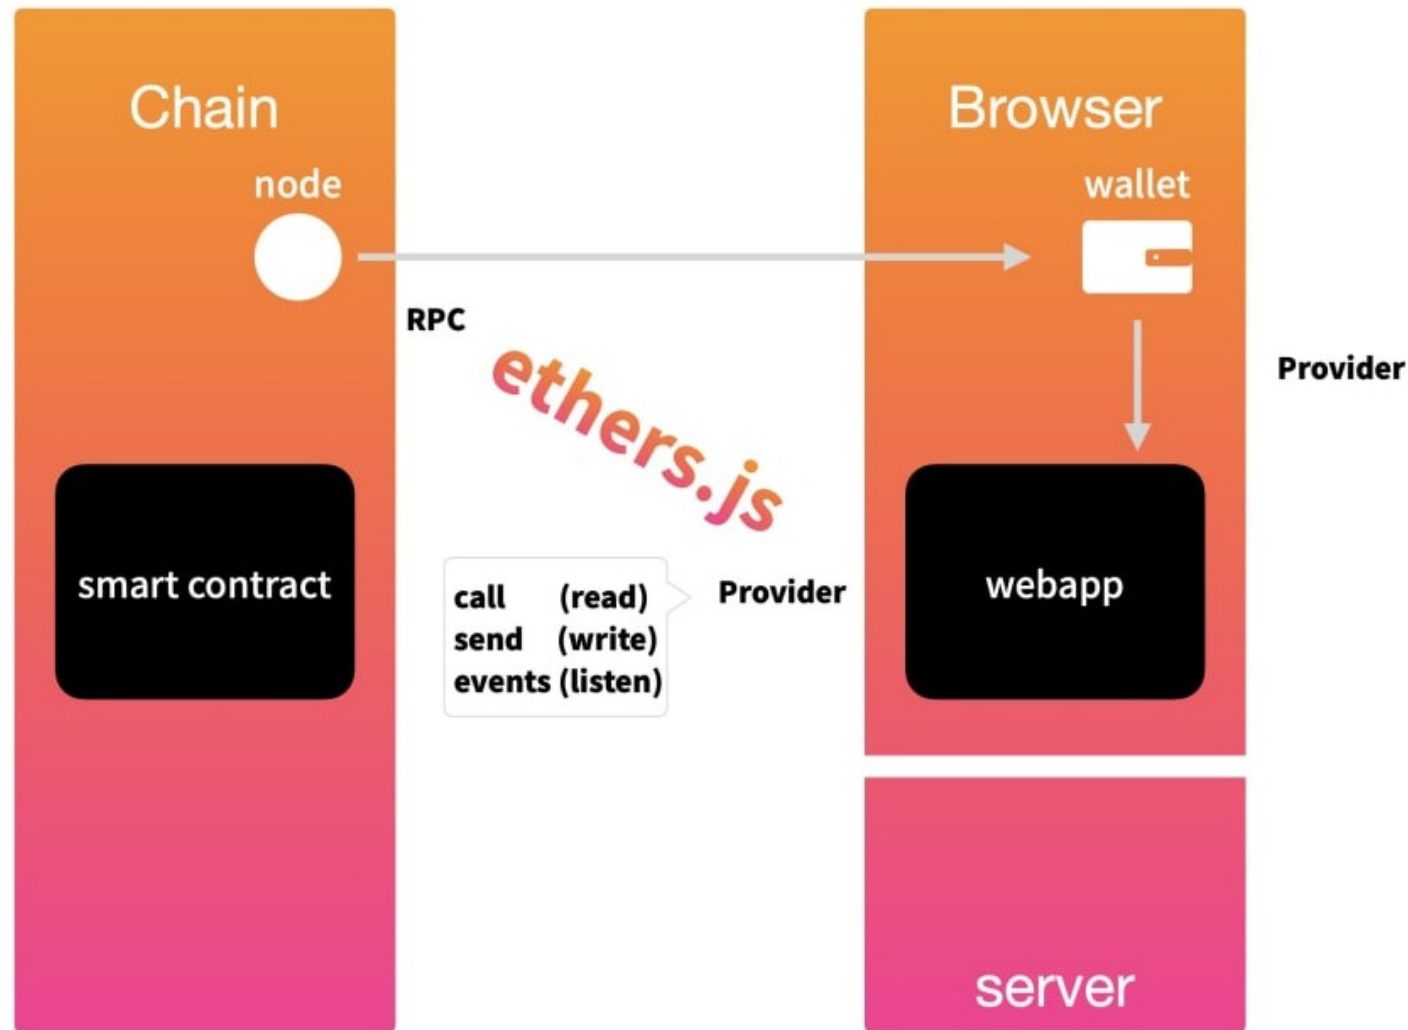 Chain
Browser
node
wallet
RPC
ethers.js
Provider
smart contract
call (read)
send (write)
events (listen)
Provider
webapp
server